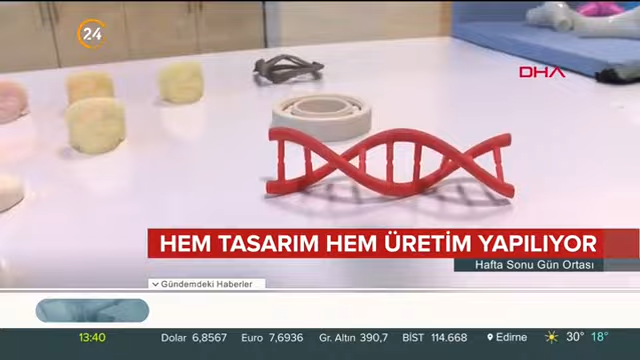 24
DHA
HEM TASARIM HEM ÜRETİM YAPILIYOR
Hafta Sonu Gün Ortası
Gündemdeki Haberler
13:40 Dolar 6,8567 Euro 7,6936 Gr. Altın 390,7 BİST 114.668 Edirne 30° 18°